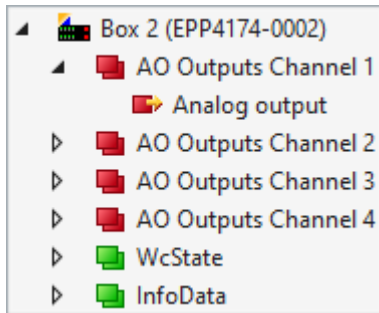 Box 2 (EPP4174-0002)
AO Outputs Channel 1
Analog output
AO Outputs Channel 2
AO Outputs Channel 3
AO Outputs Channel 4
WcState
InfoData